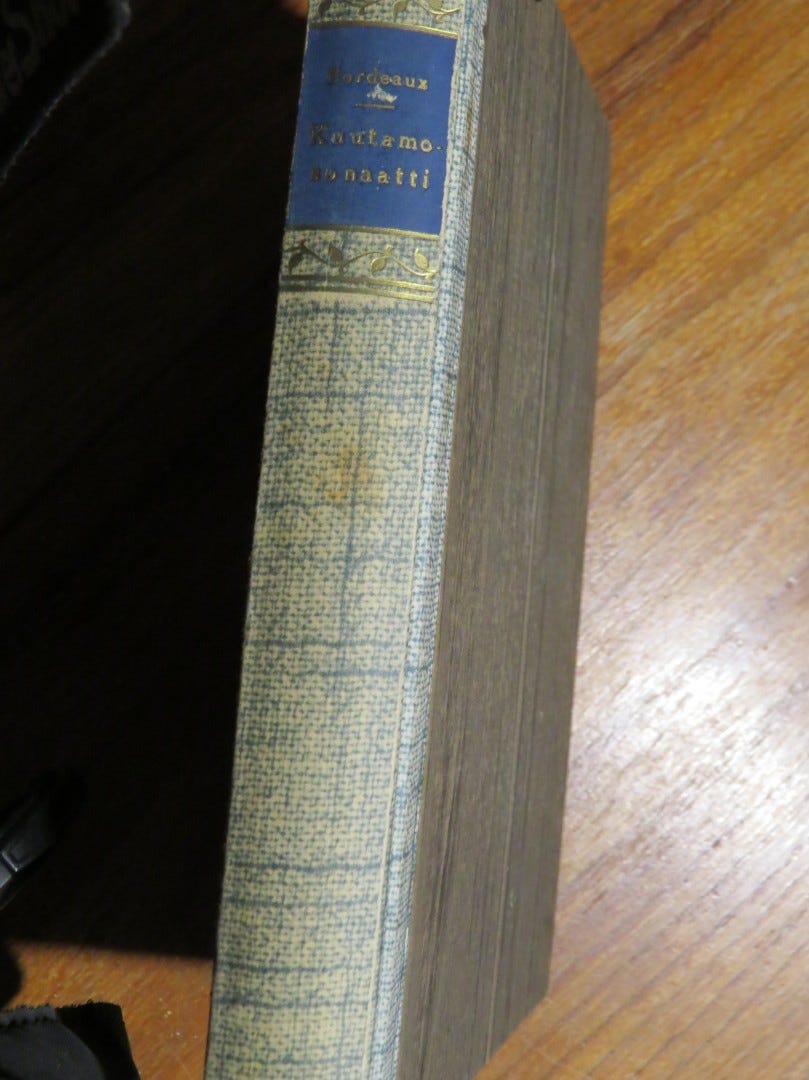 Bordeaux
Kuutamo-
sonaatti